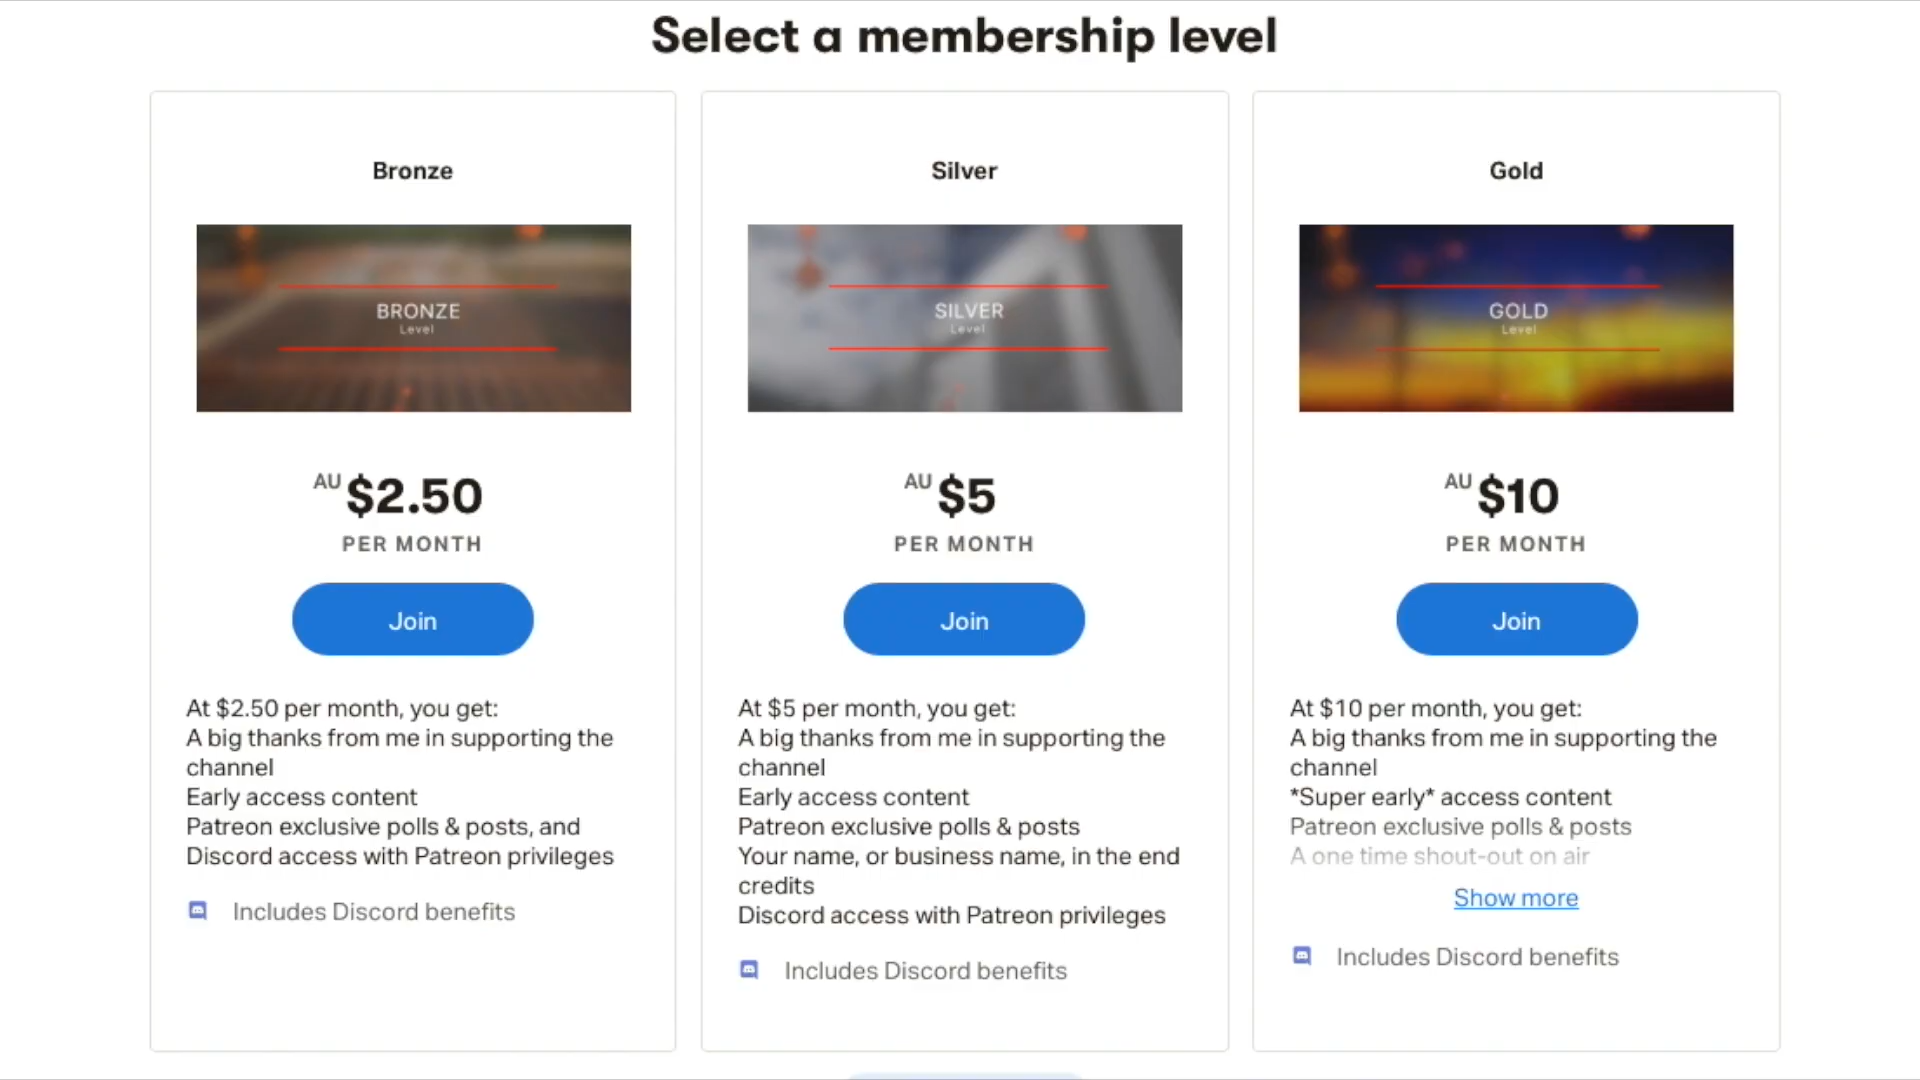 Select a membership level
Bronze
BRONZE
Level
AU $2.50
PER MONTH
Join
At $2.50 per month, you get:
A big thanks from me in supporting the
channel
Early access content
Patreon exclusive polls & posts, and
Discord access with Patreon privileges
Includes Discord benefits
Silver
SILVER
Level
AU $5
PER MONTH
Join
At $5 per month, you get:
A big thanks from me in supporting the
channel
Early access content
Patreon exclusive polls & posts
Your name, or business name, in the end
credits
Discord access with Patreon privileges
Includes Discord benefits
Gold
GOLD
Level
AU $10
PER MONTH
Join
At $10 per month, you get:
A big thanks from me in supporting the
channel
*Super early* access content
Patreon exclusive polls & posts
A one time shout-out on air
Show more
Includes Discord benefits